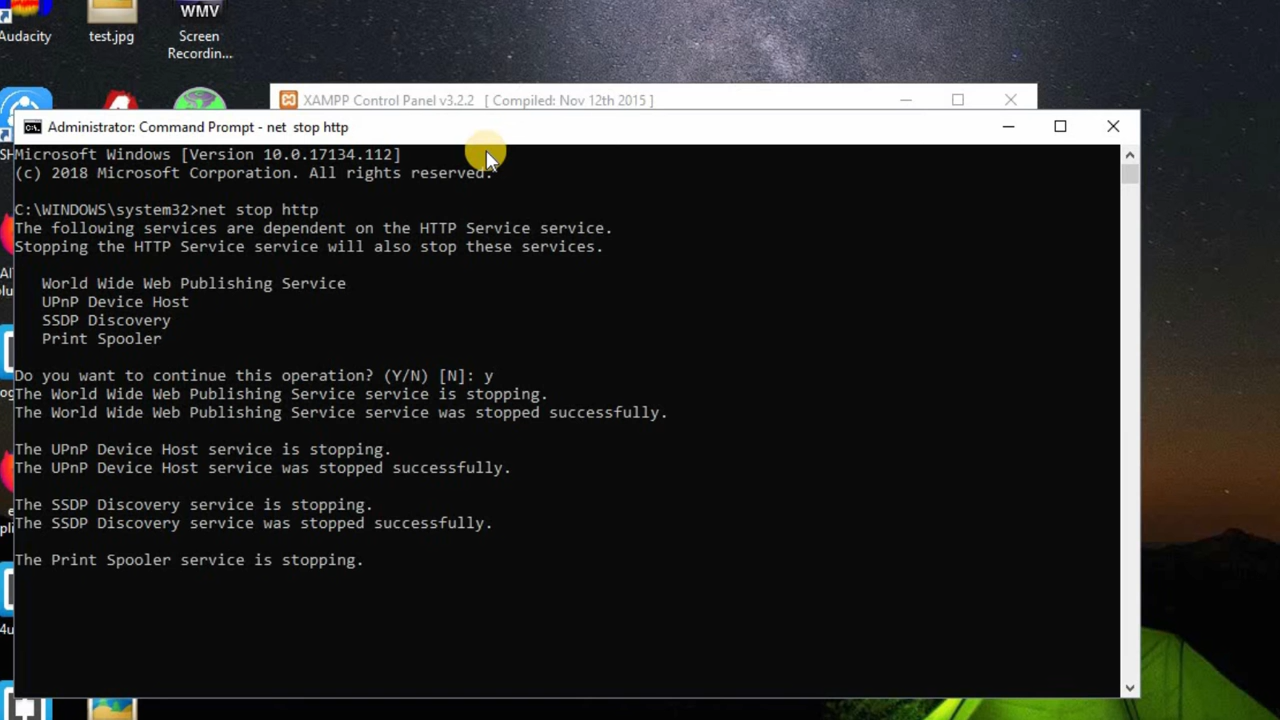 WMV
Audacity
test.jpg
Screen
Recordin...
XAMPP Control Panel v3.2.2 [ Compiled: Nov 12th 2015 ]
Administrator: Command Prompt - net stop http
Microsoft Windows [Version 10.0.17134.112]
(c) 2018 Microsoft Corporation. All rights reserved.
C:\WINDOWS\system32>net stop http
The following services are dependent on the HTTP Service service.
Stopping the HTTP Service service will also stop these services.
World Wide Web Publishing Service
UPnP Device Host
SSDP Discovery
Print Spooler
Do you want to continue this operation? (Y/N) [N]: y
The World Wide Web Publishing Service service is stopping.
The World Wide Web Publishing Service service was stopped successfully.
The UPnP Device Host service is stopping.
The UPnP Device Host service was stopped successfully.
The SSDP Discovery service is stopping.
The SSDP Discovery service was stopped successfully.
The Print Spooler service is stopping.